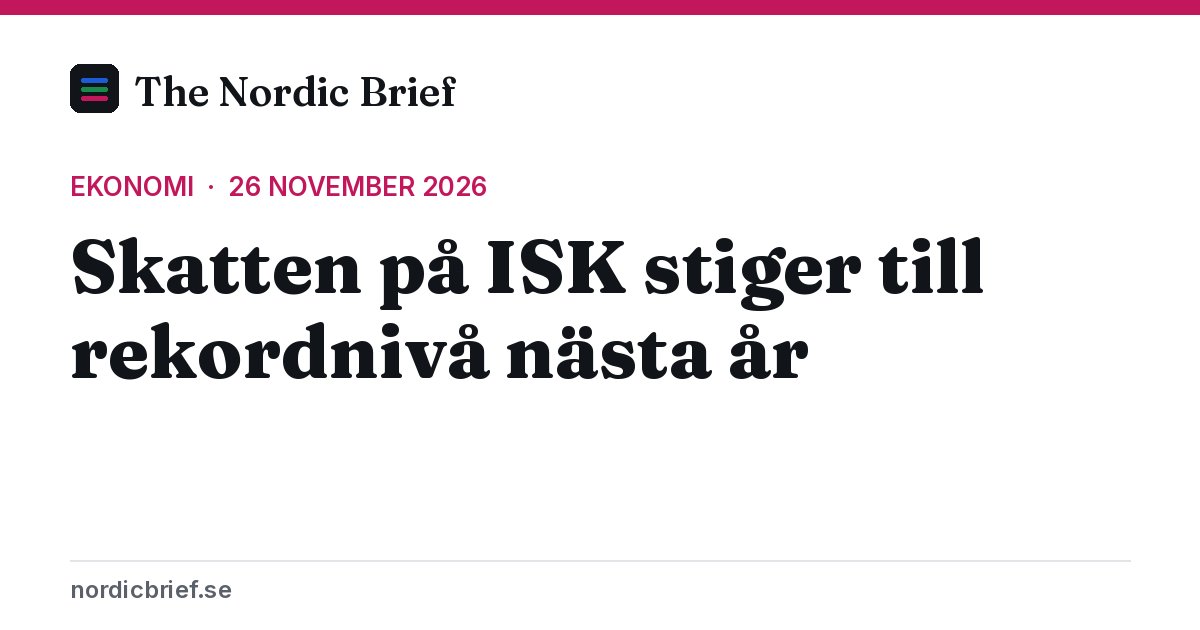 The Nordic Brief
EKONOMI · 26 NOVEMBER 2026
Skatten på ISK stiger till
rekordnivå nästa år
nordicbrief.se